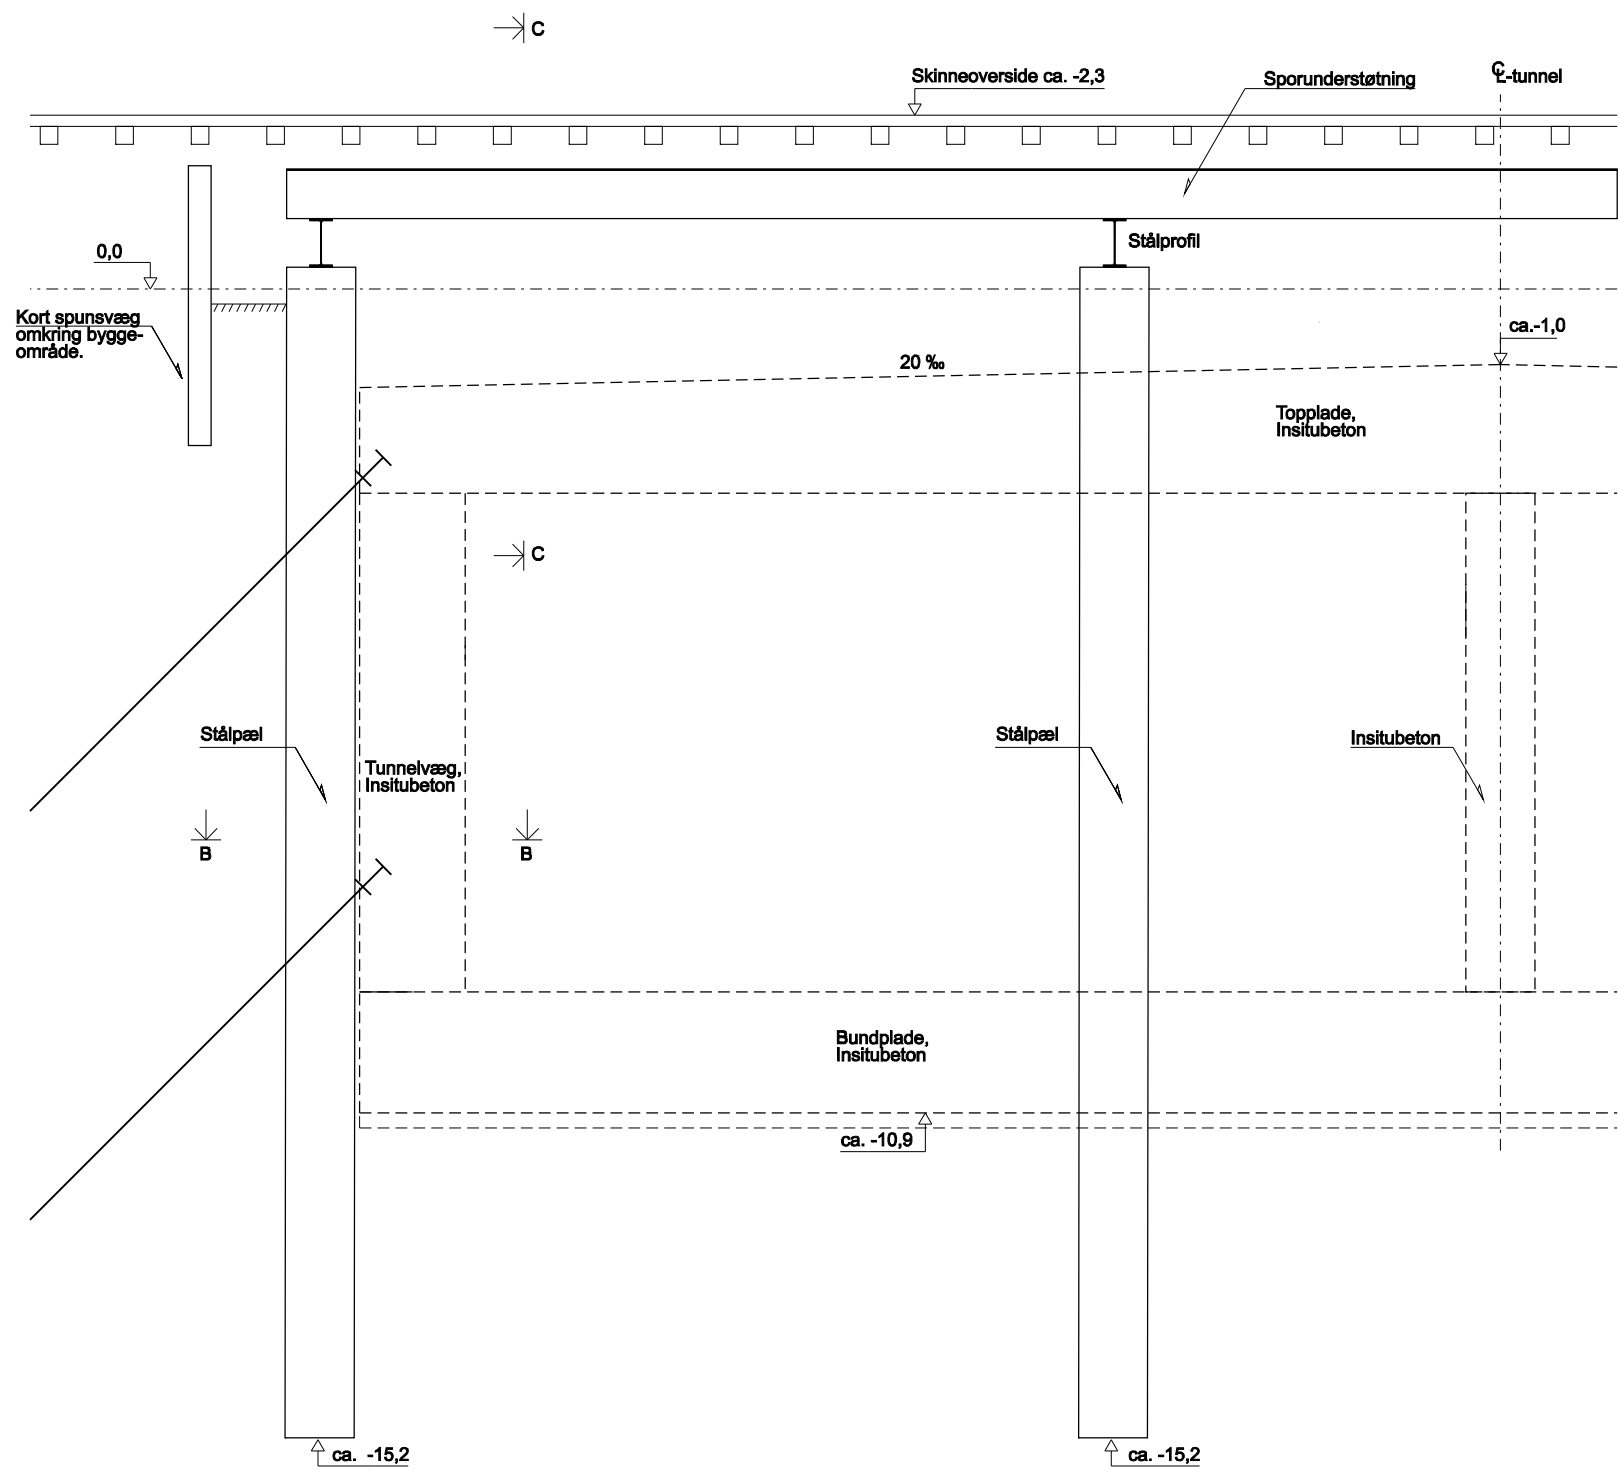 C
Skinneoverside ca. -2,3
Sporunderstøtning
℄-tunnel
0,0
Stålprofil
Kort spunsvæg
omkring bygge-
område.
ca.-1,0
20 ‰
Topplade,
Insitubeton
C
Stålpæl
Stålpæl
Insitubeton
Tunnelvæg,
Insitubeton
B
B
Bundplade,
Insitubeton
ca. -10,9
ca. -15,2
ca. -15,2